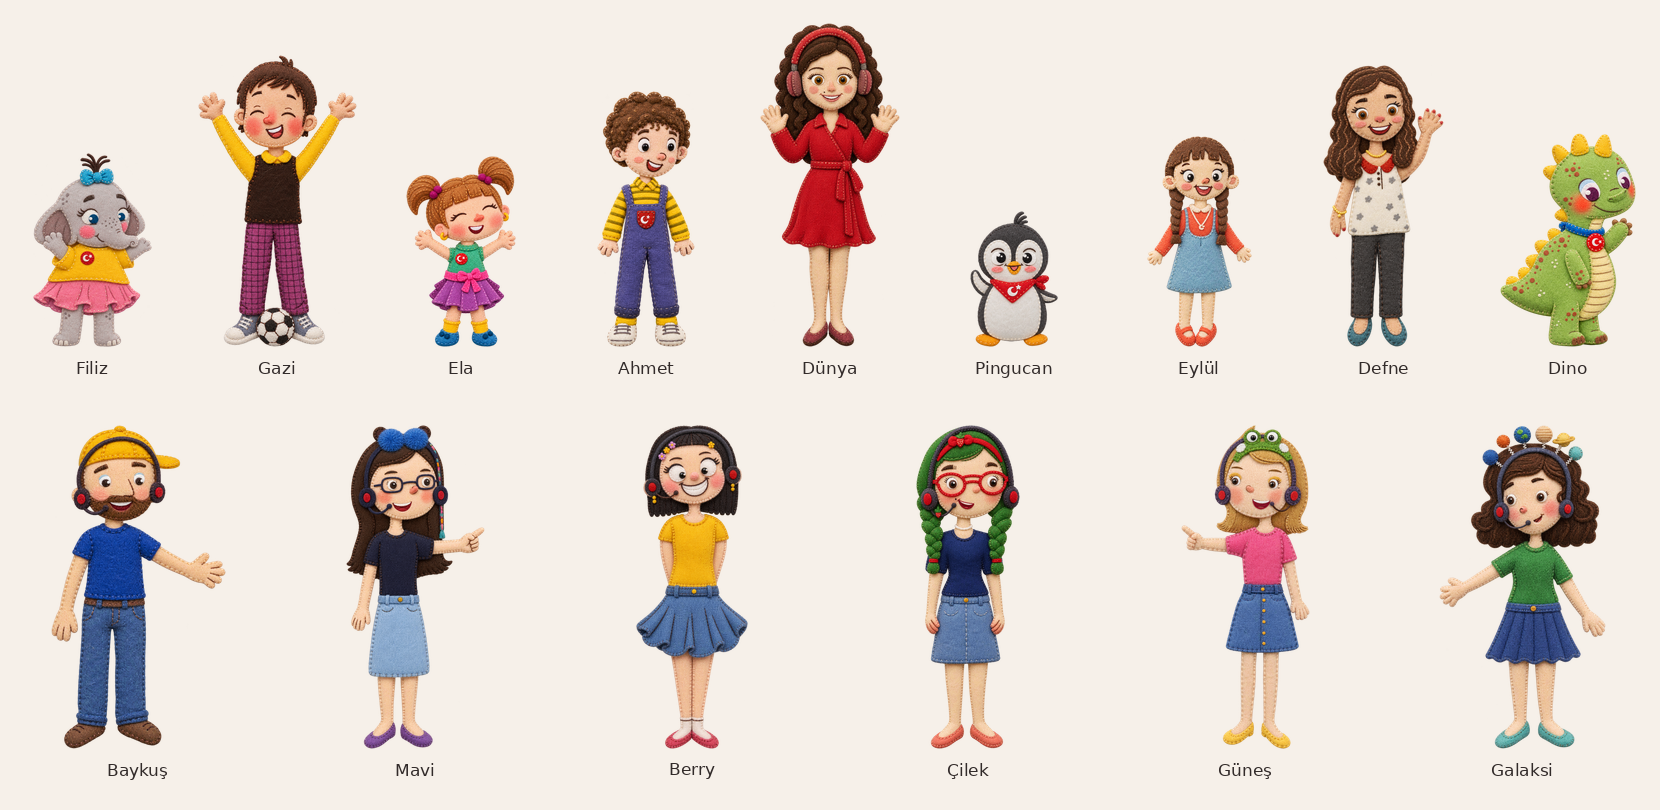 Filiz
Gazi
Ela
Ahmet
Dünya
Pingucan
Eylül
Defne
Dino
Baykuş
Mavi
Berry
Çilek
Güneş
Galaksi